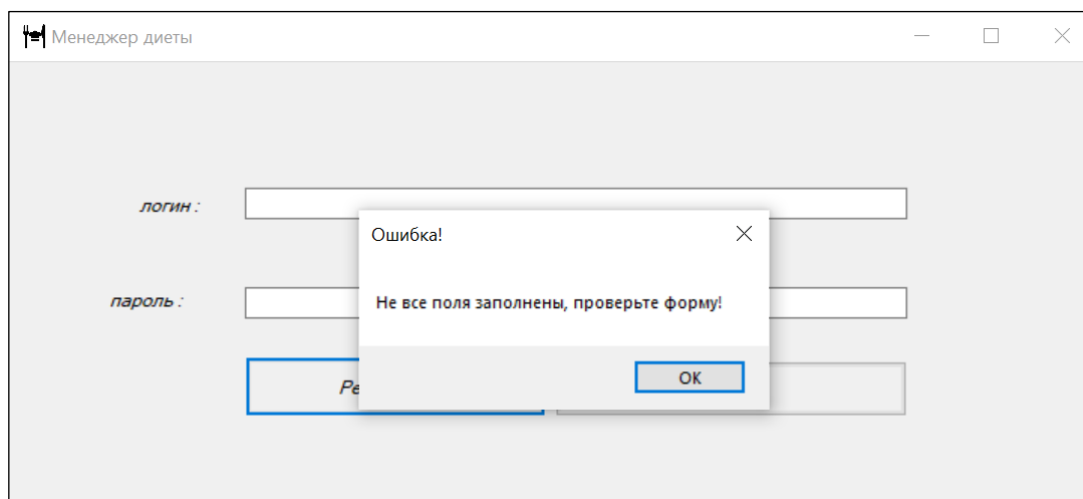 Менеджер диеты
логин :
Ошибка!
Не все поля заполнены, проверьте форму!
пароль :
OK